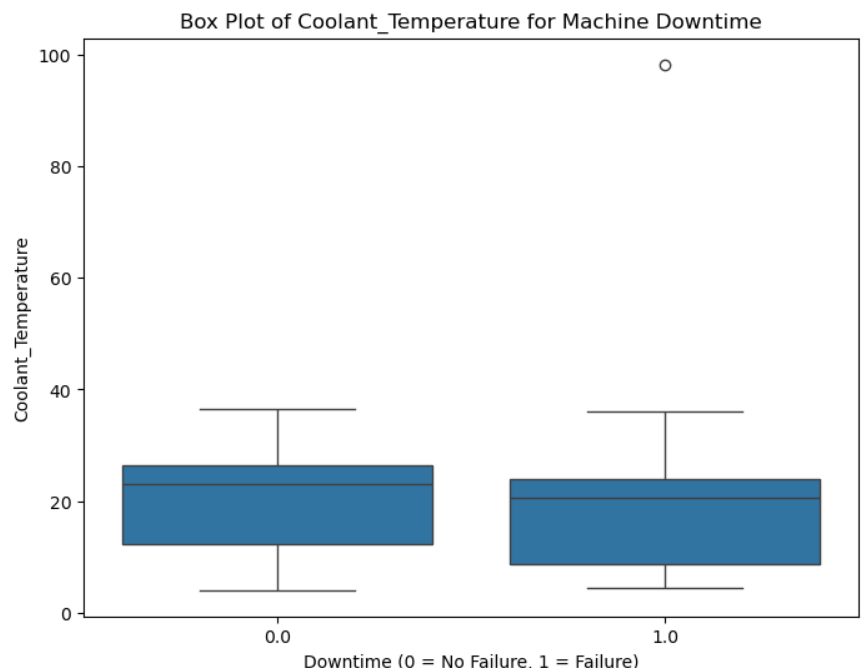 Box Plot of Coolant_Temperature for Machine Downtime
100
80
60
40
20
0
Coolant_Temperature
0.0 1.0
Downtime (0 = No Failure, 1 = Failure)